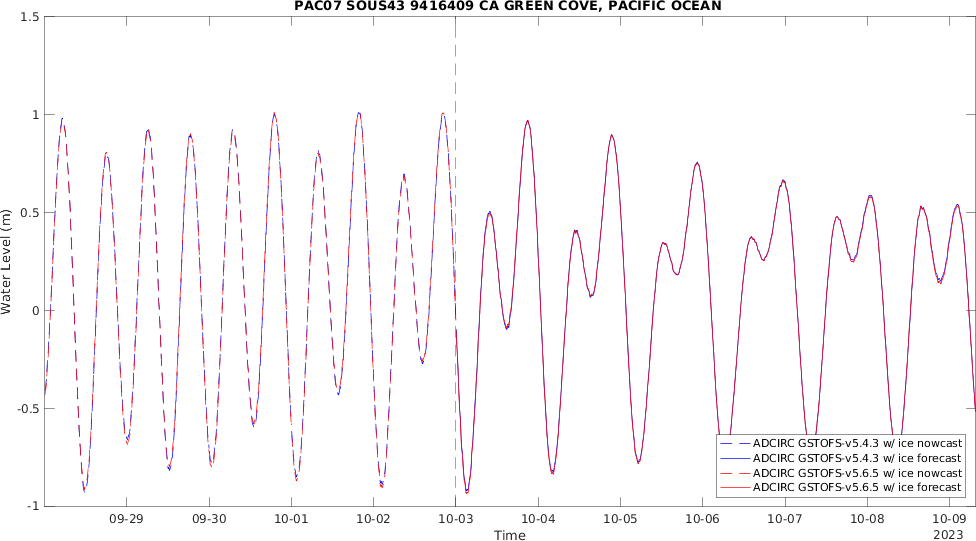 PAC07 SOUS43 9416409 CA GREEN COVE, PACIFIC OCEAN
1.5
1
0.5
0
-0.5
-1
Water Level (m)
09-29 09-30 10-01 10-02 10-03 10-04 10-05 10-06 10-07 10-08 10-09
2023
Time
ADCIRC GSTOFS-v5.4.3 w/ ice nowcast
ADCIRC GSTOFS-v5.4.3 w/ ice forecast
ADCIRC GSTOFS-v5.6.5 w/ ice nowcast
ADCIRC GSTOFS-v5.6.5 w/ ice forecast